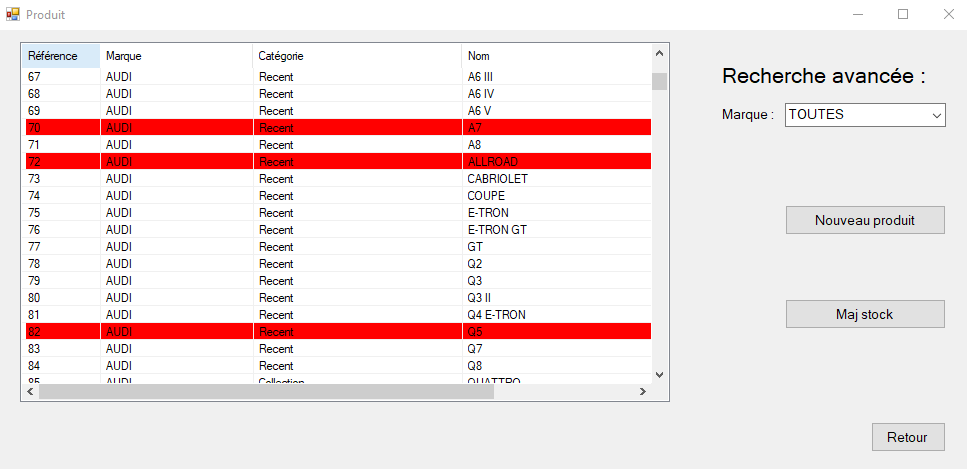 Produit
Référence Marque Catégorie Nom
67 AUDI Recent A6 III
68 AUDI Recent A6 IV
69 AUDI Recent A6 V
70 AUDI Recent A7
71 AUDI Recent A8
72 AUDI Recent ALLROAD
73 AUDI Recent CABRIOLET
74 AUDI Recent COUPE
75 AUDI Recent E-TRON
76 AUDI Recent E-TRON GT
77 AUDI Recent GT
78 AUDI Recent Q2
79 AUDI Recent Q3
80 AUDI Recent Q3 II
81 AUDI Recent Q4 E-TRON
82 AUDI Recent Q5
83 AUDI Recent Q7
84 AUDI Recent Q8
85 AUDI Collection QUATTRO
Recherche avancée :
Marque : TOUTES
Nouveau produit
Maj stock
Retour